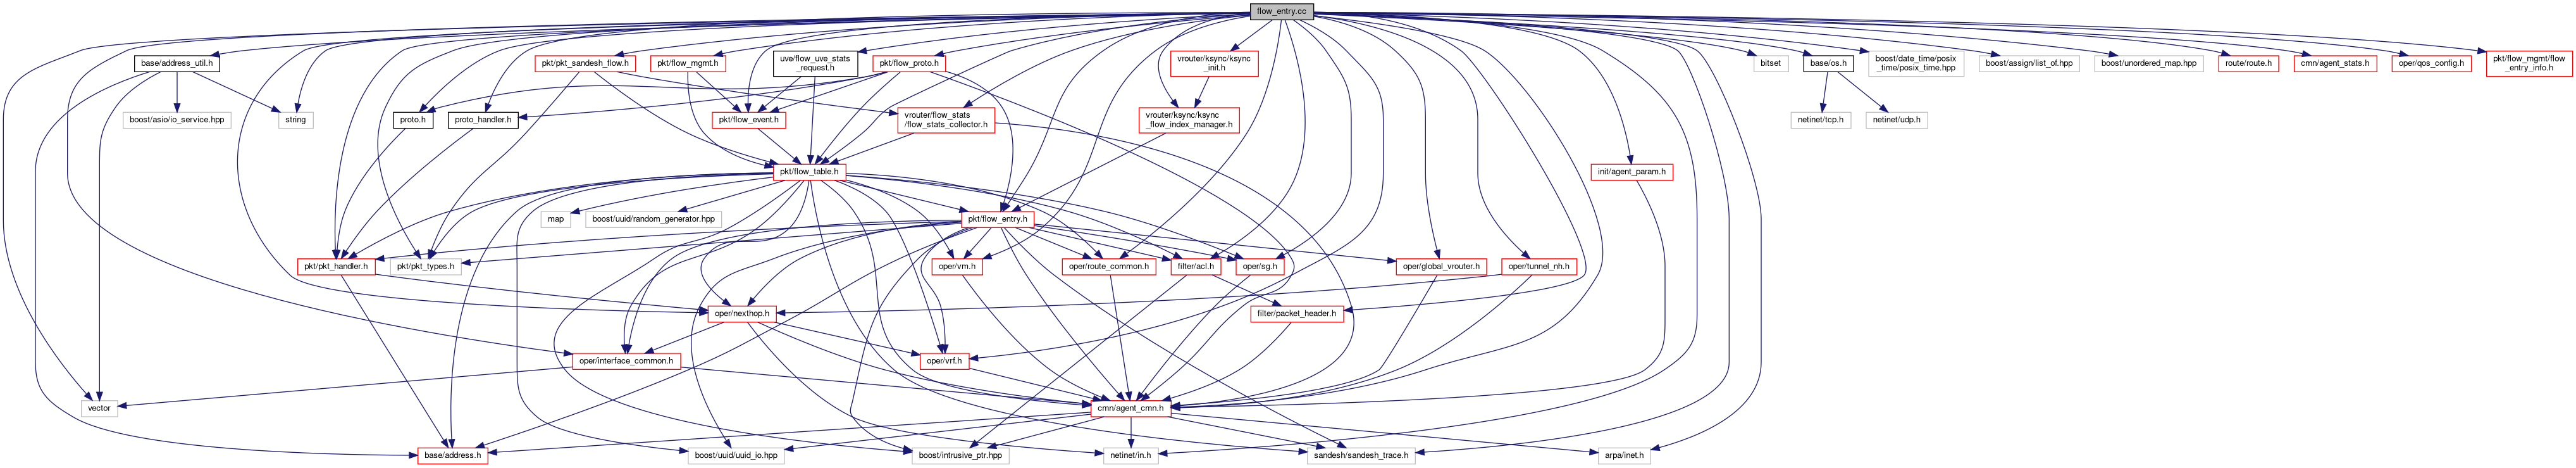 flow_entry.cc
base/address_util.h
pkt/pkt_sandesh_flow.h
pkt/flow_mgmt.h
uve/flow_uve_stats
_request.h
pkt/flow_proto.h
vrouter/ksync/ksync
_init.h
bitset
base/os.h
boost/date_time/posix
_time/posix_time.hpp
boost/assign/list_of.hpp
boost/unordered_map.hpp
route/route.h
cmn/agent_stats.h
oper/qos_config.h
pkt/flow_mgmt/flow
_entry_info.h
boost/asio/io_service.hpp
string
proto.h
proto_handler.h
pkt/flow_event.h
vrouter/flow_stats
/flow_stats_collector.h
vrouter/ksync/ksync
_flow_index_manager.h
netinet/tcp.h
netinet/udp.h
pkt/flow_table.h
init/agent_param.h
map
boost/uuid/random_generator.hpp
pkt/flow_entry.h
pkt/pkt_handler.h
pkt/pkt_types.h
oper/vm.h
oper/route_common.h
filter/acl.h
oper/sg.h
oper/global_vrouter.h
oper/tunnel_nh.h
oper/nexthop.h
filter/packet_header.h
oper/interface_common.h
oper/vrf.h
vector
cmn/agent_cmn.h
base/address.h
boost/uuid/uuid_io.hpp
boost/intrusive_ptr.hpp
netinet/in.h
sandesh/sandesh_trace.h
arpa/inet.h